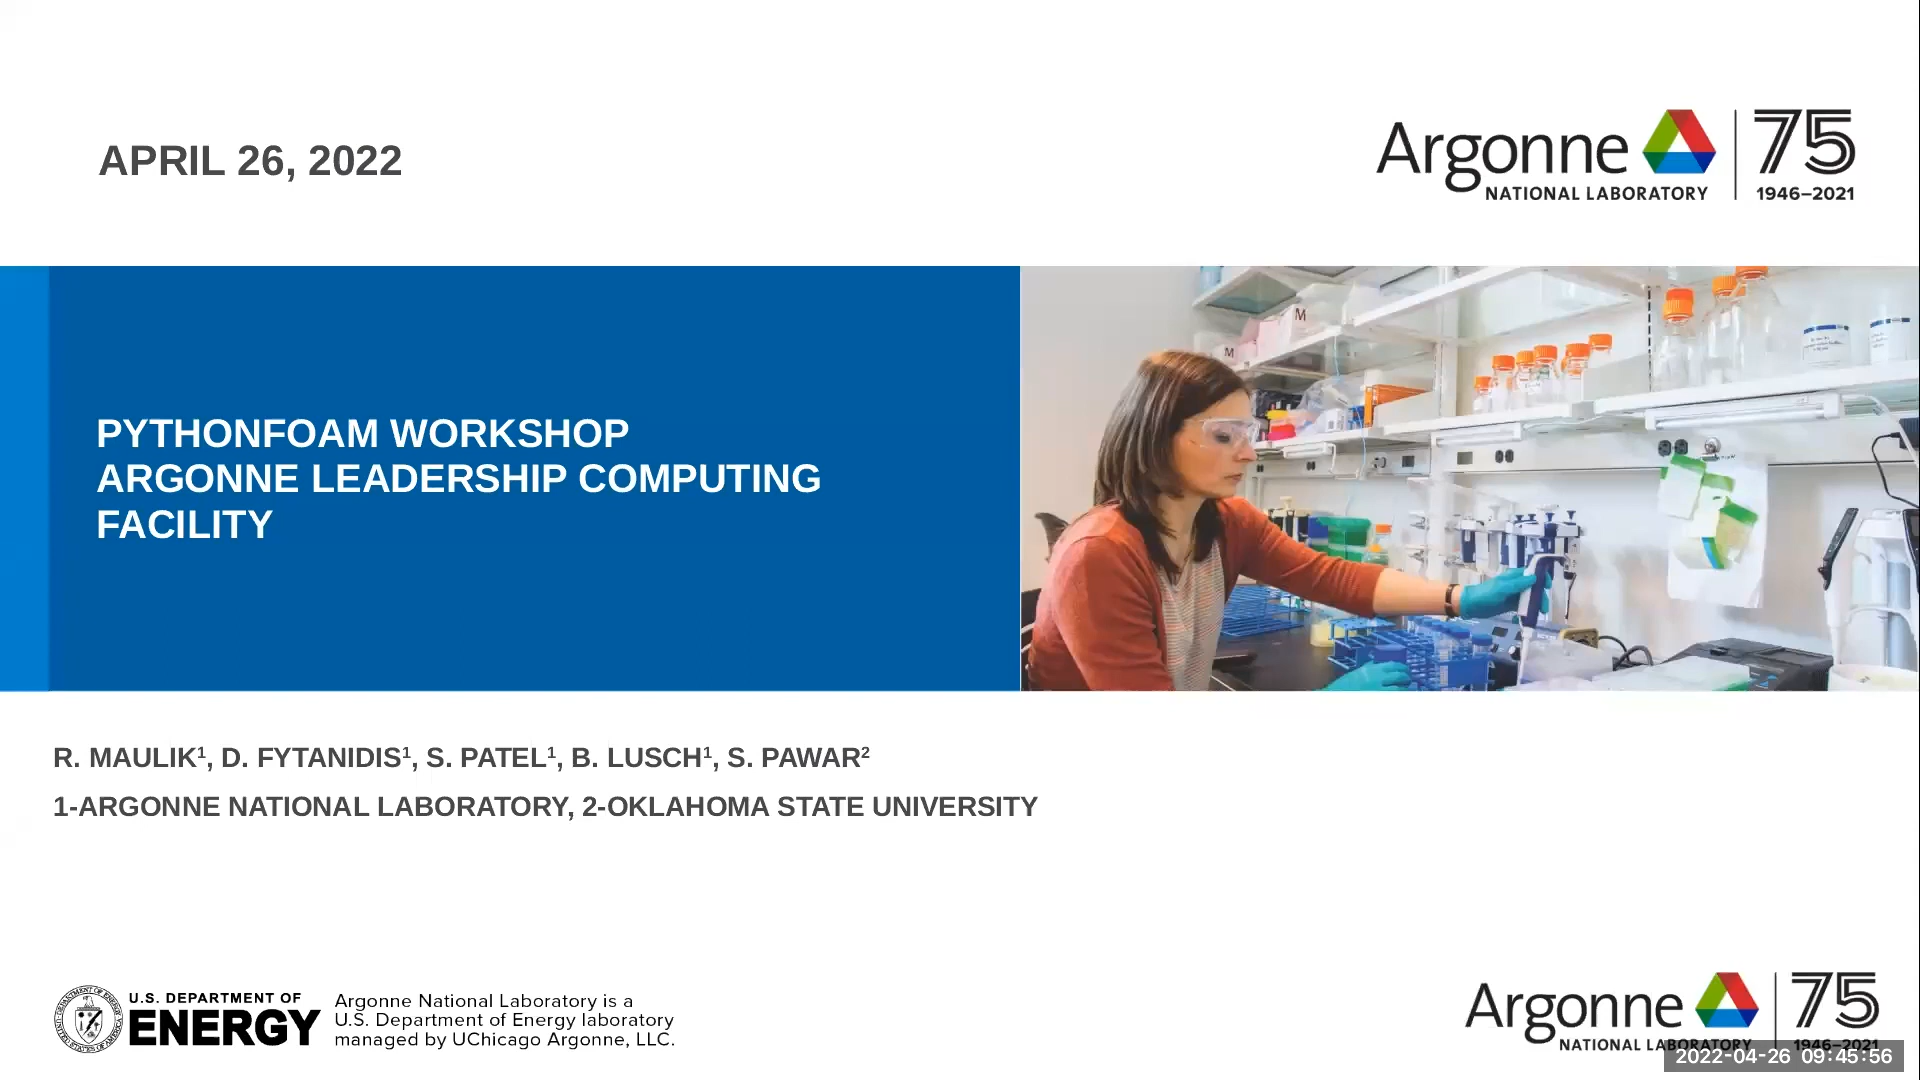 APRIL 26, 2022
Argonne
NATIONAL LABORATORY
75
1946–2021
PYTHONFOAM WORKSHOP
ARGONNE LEADERSHIP COMPUTING
FACILITY
M
M
R. MAULIK¹, D. FYTANIDIS¹, S. PATEL¹, B. LUSCH¹, S. PAWAR²
1-ARGONNE NATIONAL LABORATORY, 2-OKLAHOMA STATE UNIVERSITY
U.S. DEPARTMENT OF
ENERGY
Argonne National Laboratory is a
U.S. Department of Energy laboratory
managed by UChicago Argonne, LLC.
Argonne
NATIONAL LABORATORY
75
1946–2021
2022-04-26 09:45:56